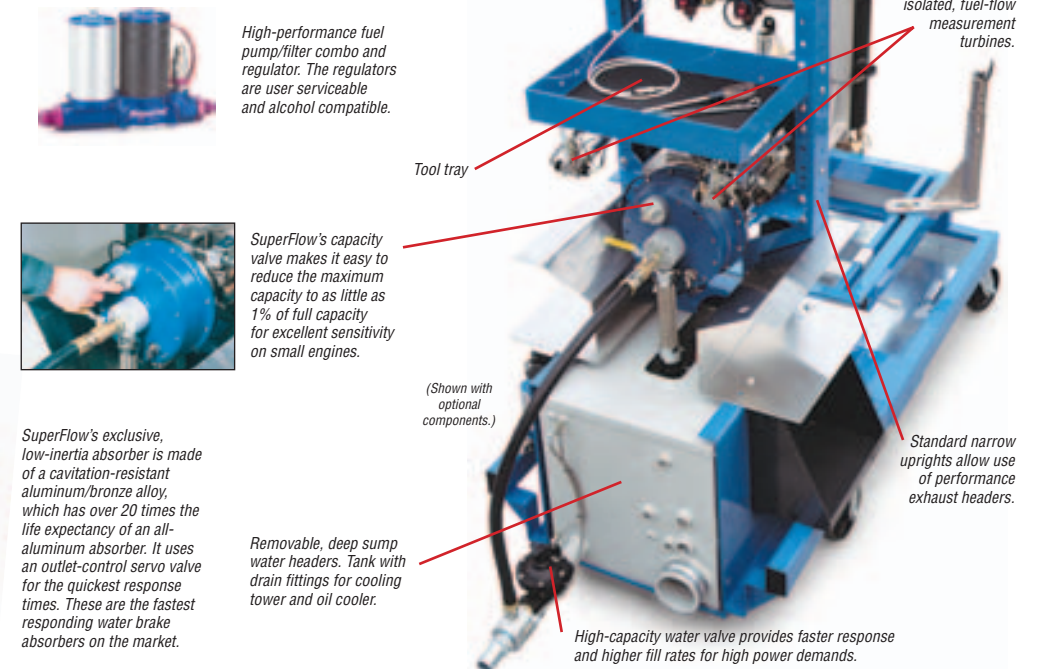 High-performance fuel
pump/filter combo and
regulator. The regulators
are user serviceable
and alcohol compatible.
isolated, fuel-flow
measurement
turbines.
Tool tray
SuperFlow's capacity
valve makes it easy to
reduce the maximum
capacity to as little as
1% of full capacity
for excellent sensitivity
on small engines.
(Shown with
optional
components.)
SuperFlow's exclusive,
low-inertia absorber is made
of a cavitation-resistant
aluminum/bronze alloy,
which has over 20 times the
life expectancy of an all-
aluminum absorber. It uses
an outlet-control servo valve
for the quickest response
times. These are the fastest
responding water brake
absorbers on the market.
Removable, deep sump
water headers. Tank with
drain fittings for cooling
tower and oil cooler.
Standard narrow
uprights allow use
of performance
exhaust headers.
High-capacity water valve provides faster response
and higher fill rates for high power demands.